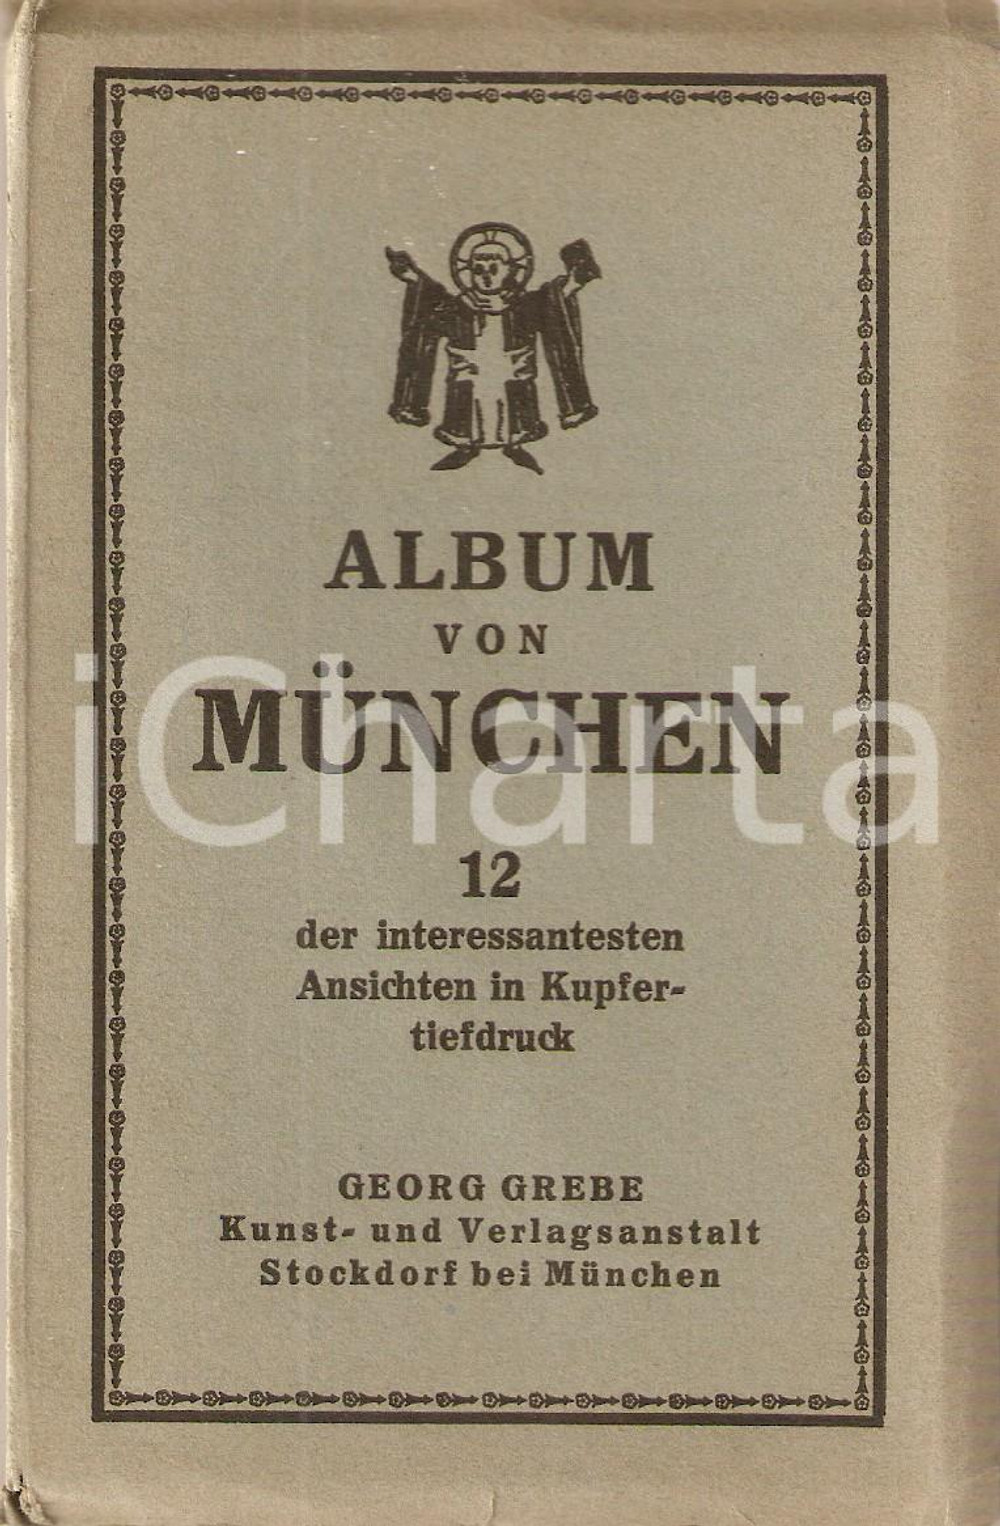 ALBUM
VON
MÜNCHEN
iCharta
12
der interessantesten
Ansichten in Kupfer-
tiefdruck
GEORG GREBE
Kunst- und Verlagsanstalt
Stockdorf bei München